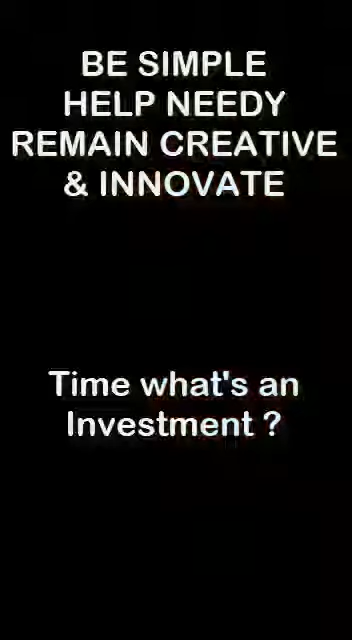 BE SIMPLE
HELP NEEDY
REMAIN CREATIVE
& INNOVATE
Time what's an
Investment ?